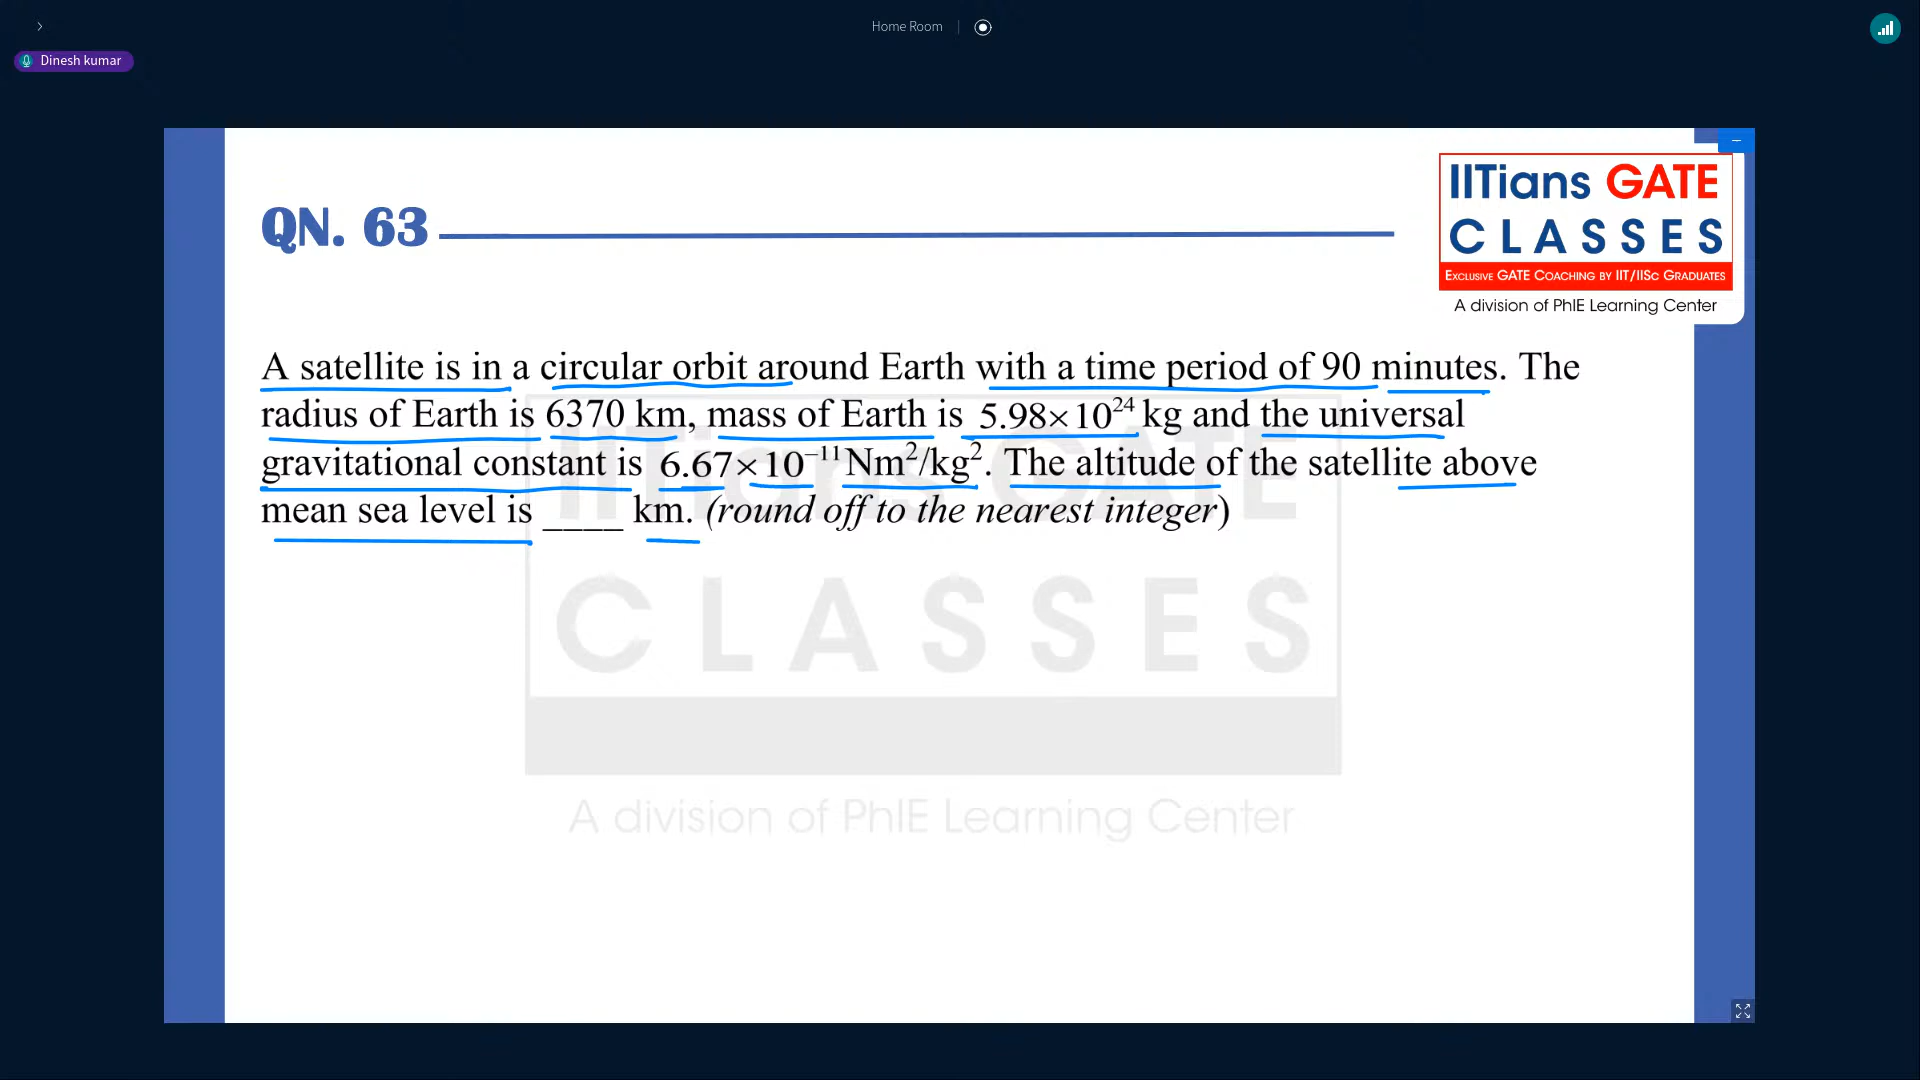 Home Room
Dinesh kumar
IITians GATE
CLASSES
EXCLUSIVE GATE COACHING BY IIT/IISC GRADUATES
A division of PhIE Learning Center
QN. 63
A satellite is in a circular orbit around Earth with a time period of 90 minutes. The
radius of Earth is 6370 km, mass of Earth is 5.98×10²⁴ kg and the universal
gravitational constant is 6.67×10⁻¹¹ Nm²/kg². The altitude of the satellite above
mean sea level is ____ km. (round off to the nearest integer)
IITians GATE
CLASSES
A division of PhIE Learning Center